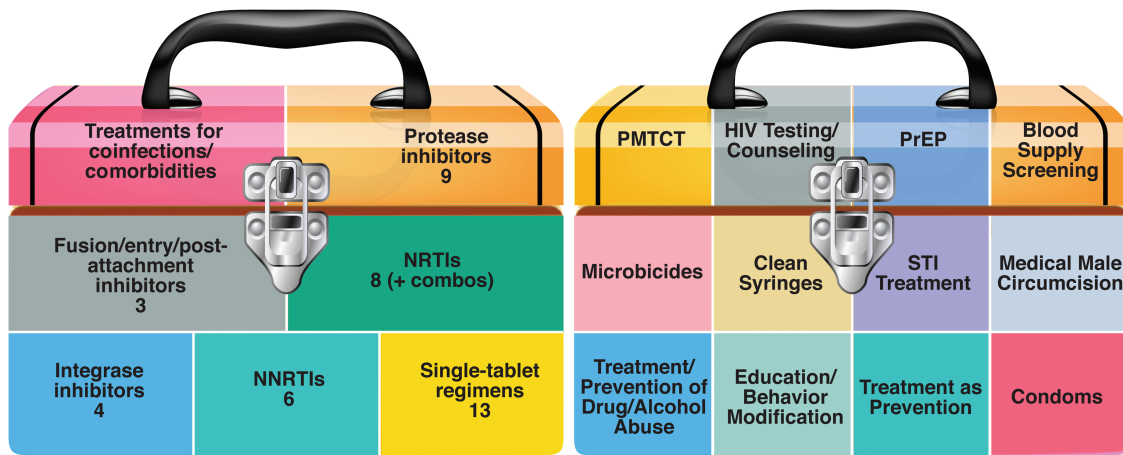 Treatments for
coinfections/
comorbidities
Protease
inhibitors
9
Fusion/entry/post-
attachment
inhibitors
3
NRTIs
8 (+ combos)
Integrase
inhibitors
4
NNRTIs
6
Single-tablet
regimens
13
PMTCT
HIV Testing/
Counseling
PrEP
Blood
Supply
Screening
Microbicides
Clean
Syringes
STI
Treatment
Medical Male
Circumcision
Treatment/
Prevention of
Drug/Alcohol
Abuse
Education/
Behavior
Modification
Treatment as
Prevention
Condoms